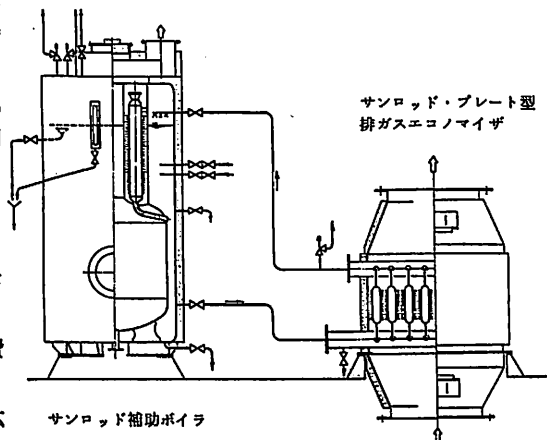 サンロッド・プレート型
排ガスエコノマイザ
サンロッド補助ボイラ